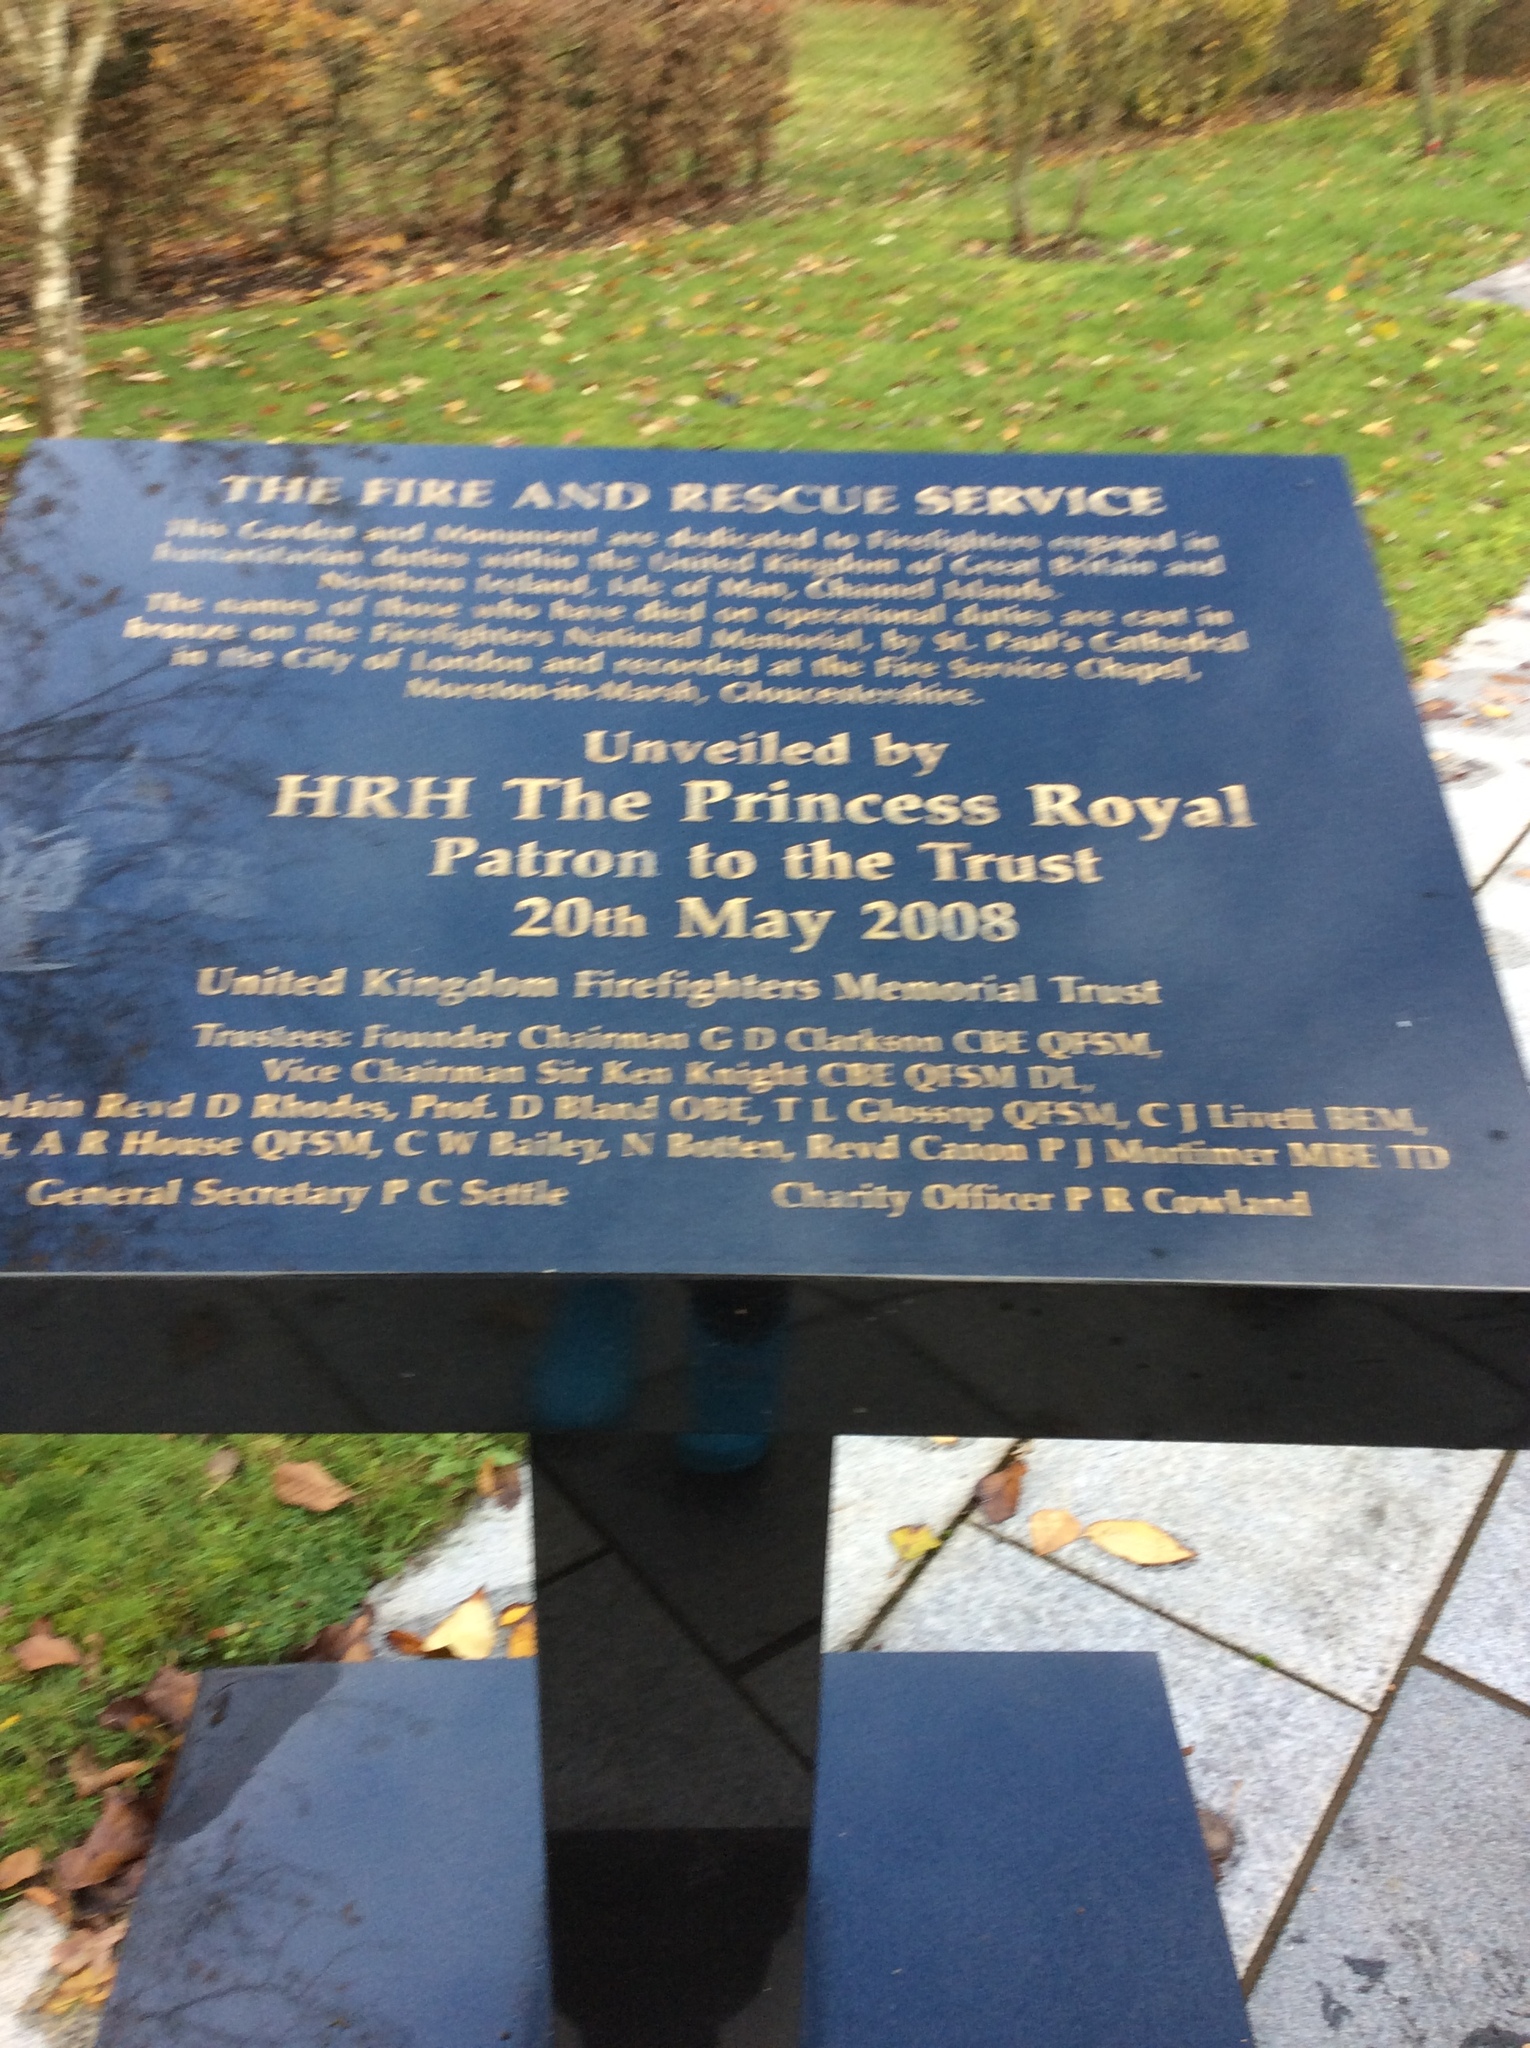 THE FIRE AND RESCUE SERVICE
This Garden and Monument are dedicated to Firefighters engaged in
humanitarian duties within the United Kingdom of Great Britain and
Northern Ireland, Isle of Man, Channel Islands.
The names of those who have died on operational duties are cast in
bronze on the Firefighters National Memorial, by St. Paul's Cathedral
in the City of London and recorded at the Fire Service Chapel,
Moreton-in-Marsh, Gloucestershire.
Unveiled by
HRH The Princess Royal
Patron to the Trust
20th May 2008
United Kingdom Firefighters Memorial Trust
Trustees: Founder Chairman G D Clarkson CBE QFSM,
Vice Chairman Sir Ken Knight CBE QFSM DL,
plain Revd D Rhodes, Prof. D Bland OBE, T L Glossop QFSM, C J Livett BEM,
A R House QFSM, C W Bailey, N Botten, Revd Canon P J Mortimer MBE TD
General Secretary P C Settle
Charity Officer P R Cowland